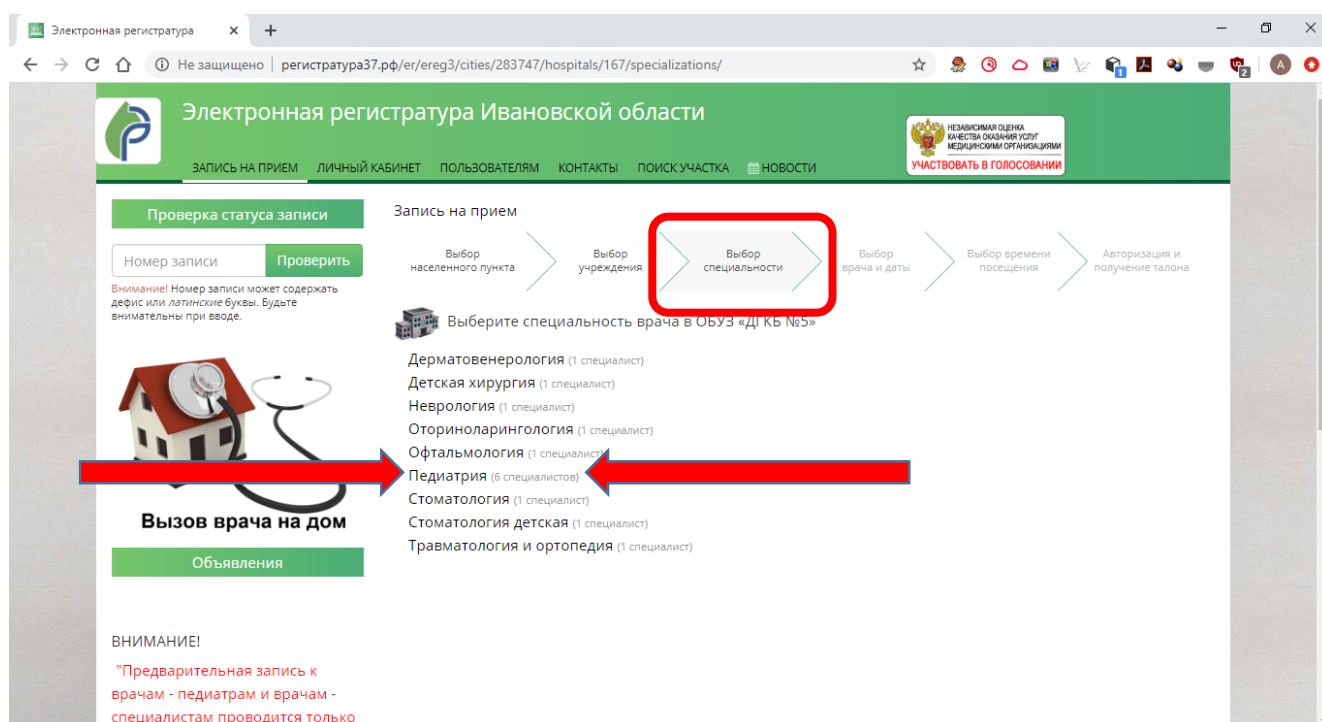 Электронная регистратура
Не защищено | регистратура37.рф/er/ereg3/cities/283747/hospitals/167/specializations/
1
2
А
Электронная регистратура Ивановской области
НЕЗАВИСИМАЯ ОЦЕНКА
КАЧЕСТВА ОКАЗАНИЯ УСЛУГ
МЕДИЦИНСКИМИ ОРГАНИЗАЦИЯМИ
УЧАСТВОВАТЬ В ГОЛОСОВАНИИ
ЗАПИСЬ НА ПРИЕМ ЛИЧНЫЙ КАБИНЕТ ПОЛЬЗОВАТЕЛЯМ КОНТАКТЫ ПОИСК УЧАСТКА НОВОСТИ
Проверка статуса записи
Номер записи
Проверить
Внимание! Номер записи может содержать
дефис или латинские буквы. Будьте
внимательны при вводе.
Вызов врача на дом
Объявления
ВНИМАНИЕ!
"Предварительная запись к
врачам - педиатрам и врачам -
специалистам проводится только
Запись на прием
Выбор
населенного пункта
Выбор
учреждения
Выбор
специальности
Выбор
врача и даты
Выбор времени
посещения
Авторизация и
получение талона
Выберите специальность врача в ОБУЗ «ДГКБ №5»
Дерматовенерология (1 специалист)
Детская хирургия (1 специалист)
Неврология (1 специалист)
Оториноларингология (1 специалист)
Офтальмология (1 специалист)
Педиатрия (6 специалистов)
Стоматология (1 специалист)
Стоматология детская (1 специалист)
Травматология и ортопедия (1 специалист)